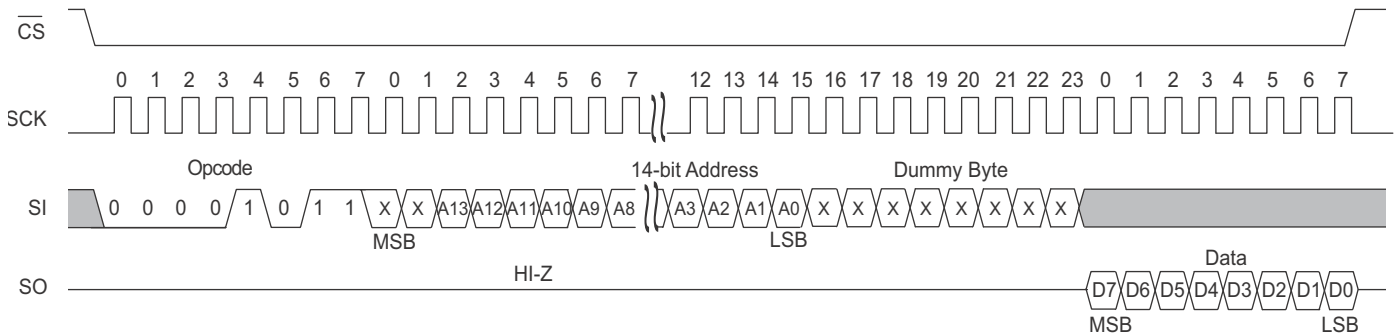 CS
0 1 2 3 4 5 6 7 0 1 2 3 4 5 6 7 12 13 14 15 16 17 18 19 20 21 22 23 0 1 2 3 4 5 6 7
SCK
Opcode 14-bit Address Dummy Byte
SI 0 0 0 0 1 0 1 1 X X A13 A12 A11 A10 A9 A8 A3 A2 A1 A0 X X X X X X X X
MSB LSB
HI-Z Data
SO D7 D6 D5 D4 D3 D2 D1 D0
MSB LSB